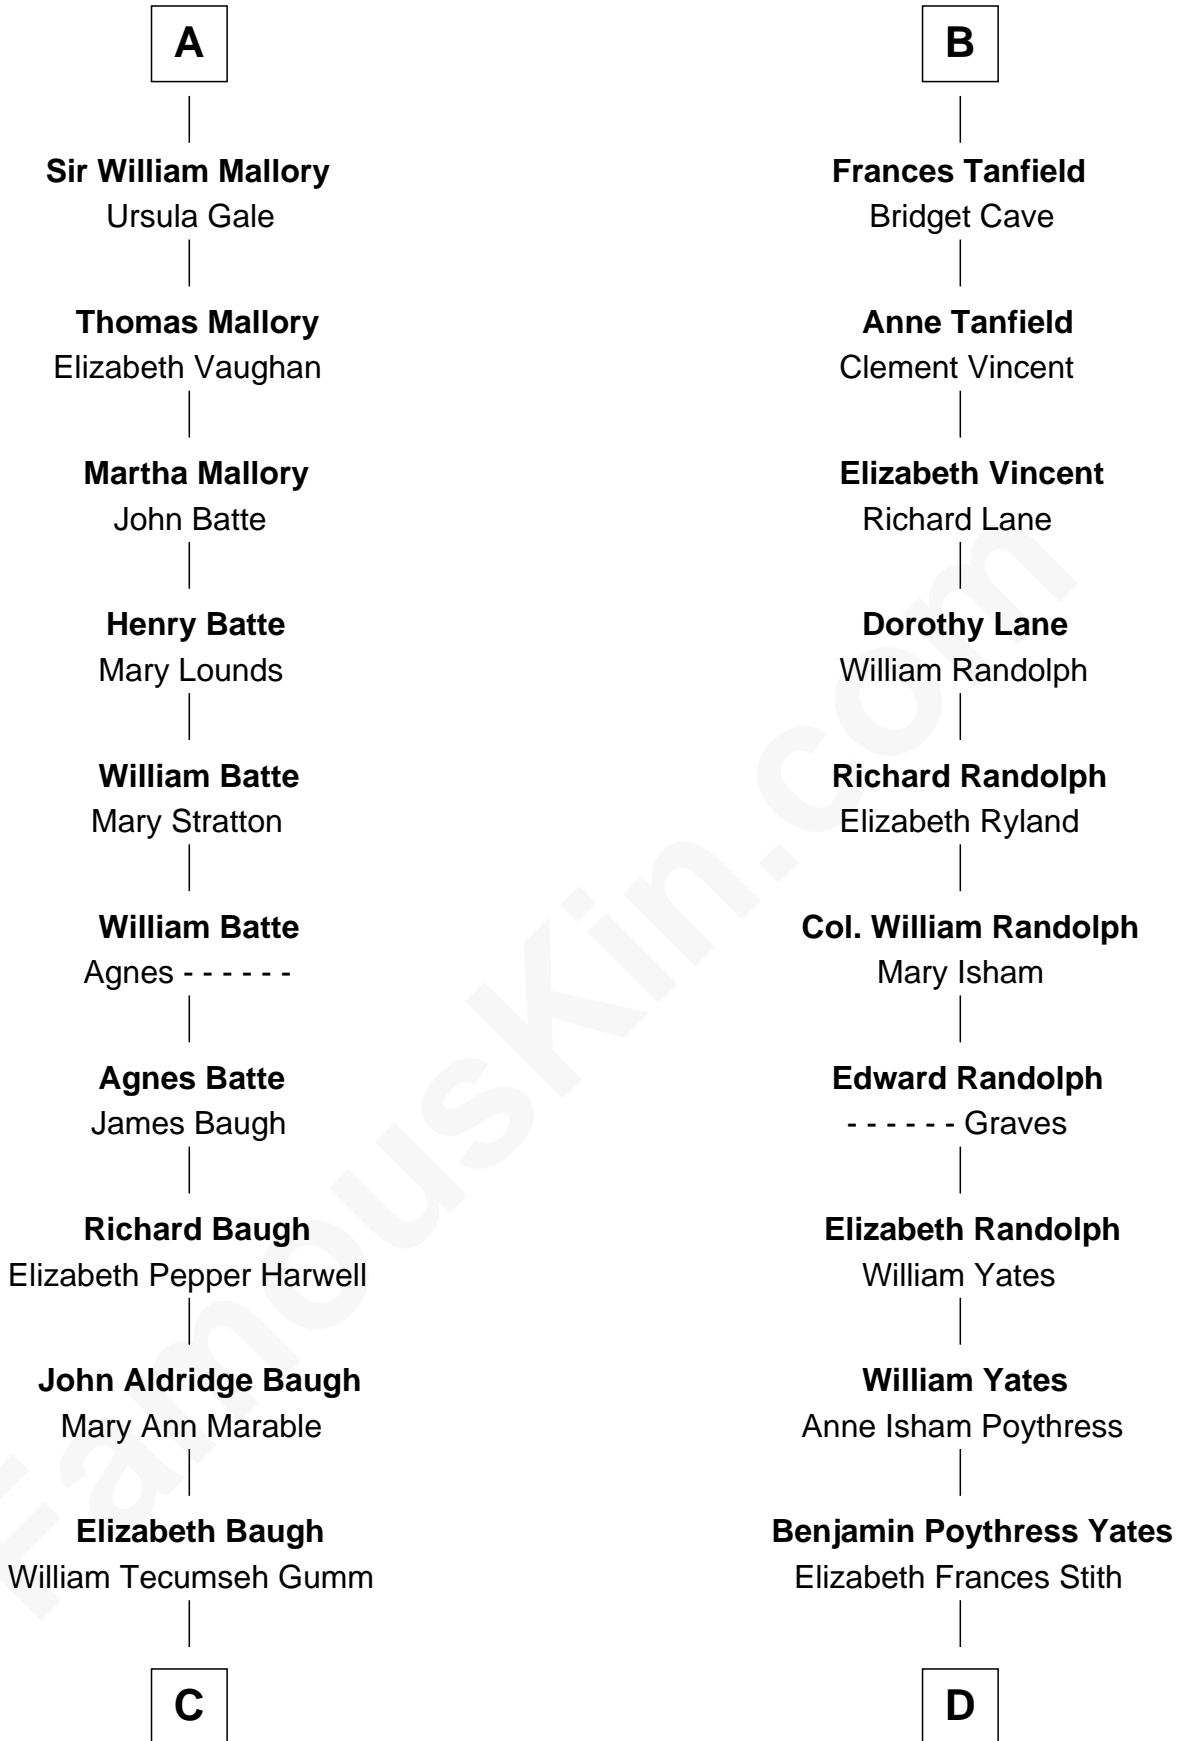 A
Sir William Mallory
Ursula Gale
Thomas Mallory
Elizabeth Vaughan
Martha Mallory
John Batte
Henry Batte
Mary Lounds
William Batte
Mary Stratton
William Batte
Agnes - - - - - -
Agnes Batte
James Baugh
Richard Baugh
Elizabeth Pepper Harwell
John Aldridge Baugh
Mary Ann Marable
Elizabeth Baugh
William Tecumseh Gumm
C
B
Frances Tanfield
Bridget Cave
Anne Tanfield
Clement Vincent
Elizabeth Vincent
Richard Lane
Dorothy Lane
William Randolph
Richard Randolph
Elizabeth Ryland
Col. William Randolph
Mary Isham
Edward Randolph
- - - - - - Graves
Elizabeth Randolph
William Yates
William Yates
Anne Isham Poythress
Benjamin Poythress Yates
Elizabeth Frances Stith
D
FamousKin.com